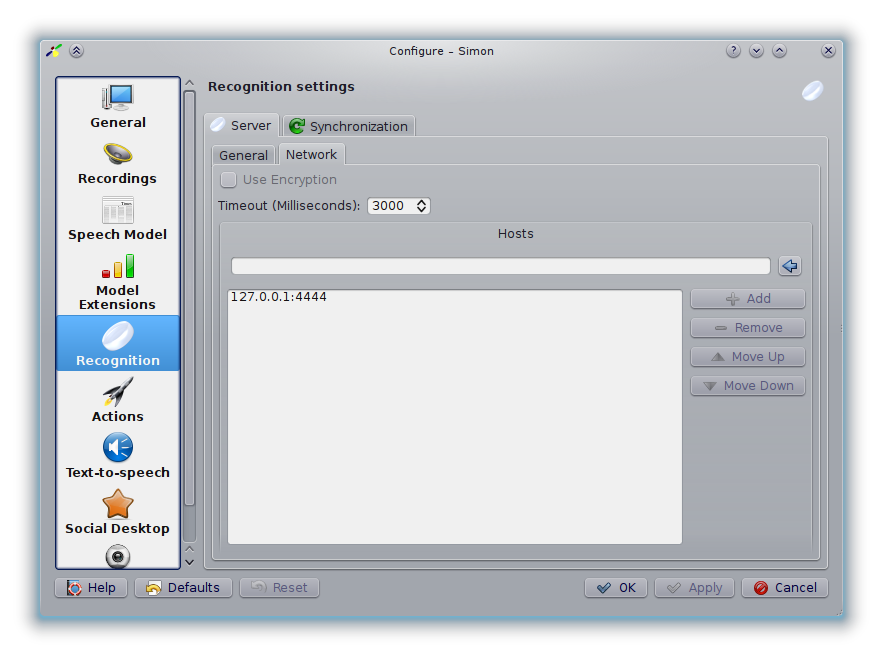 Configure – Simon
General
Recordings
Speech Model
Model
Extensions
Recognition
Actions
Text-to-speech
Social Desktop
Recognition settings
Server
Synchronization
General
Network
Use Encryption
Timeout (Milliseconds):
3000
Hosts
127.0.0.1:4444
Add
Remove
Move Up
Move Down
Help
Defaults
Reset
OK
Apply
Cancel